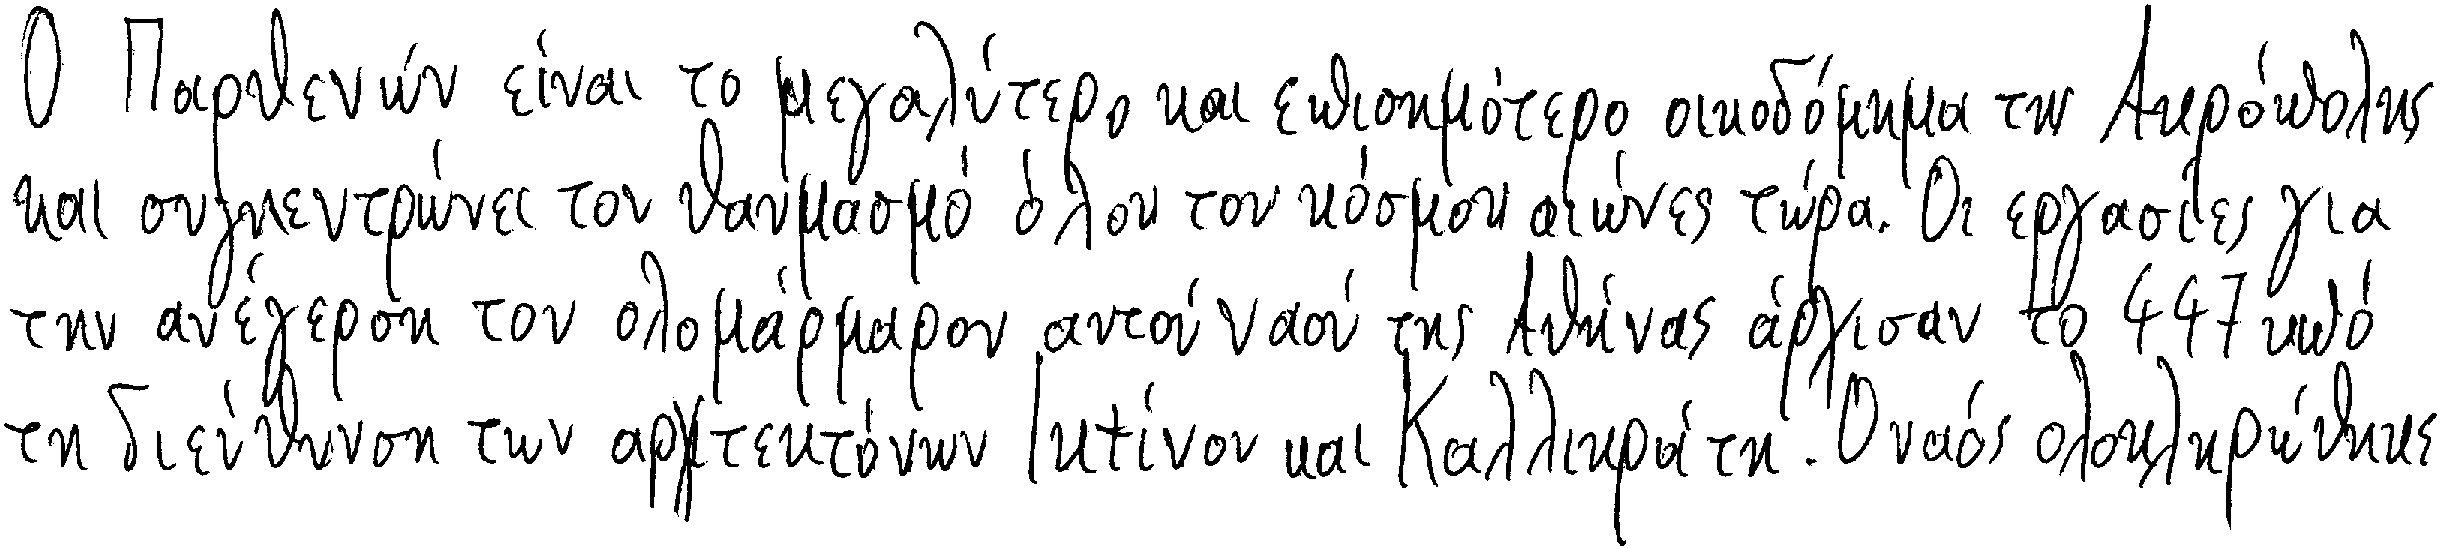 Ο Παρθενών είναι το μεγαλύτερο και επισημότερο οικοδόμημα της Ακρόπολης
και συγκεντρώνει τον θαυμασμό όλου του κόσμου αιώνες τώρα. Οι εργασίες για
την ανέγερση του ολομάρμαρου αυτού ναού της Αθήνας άρχισαν το 447 υπό
τη διεύθυνση των αρχιτεκτόνων Ικτίνου και Καλλικράτη. Ο ναός ολοκληρώθηκε